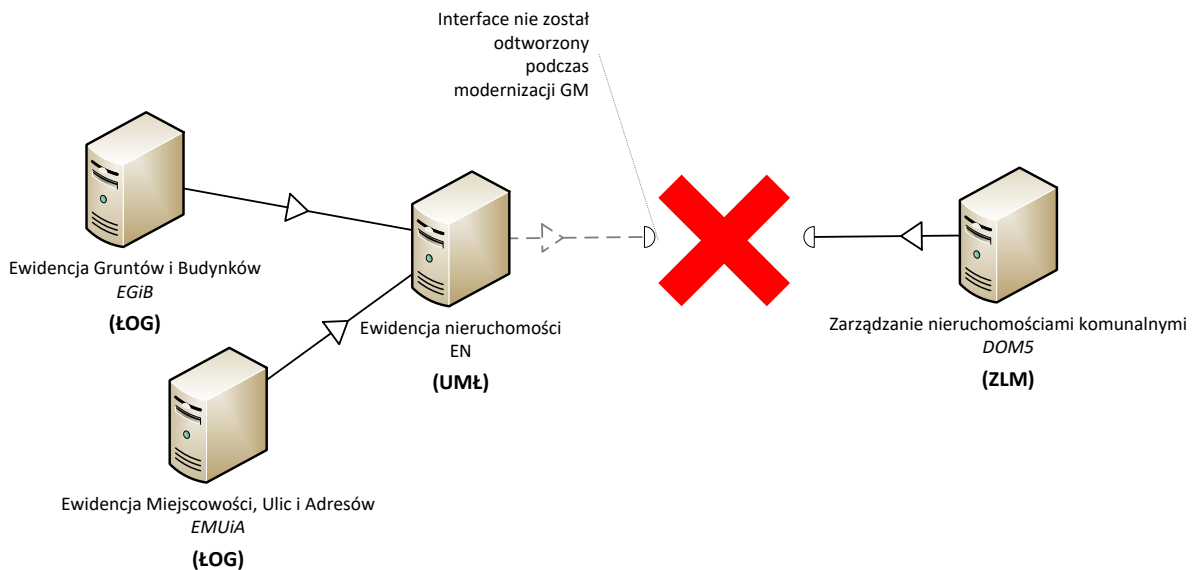 Interface nie został
odtworzony
podczas
modernizacji GM
Ewidencja Gruntów i Budynków
EGiB
(ŁOG)
Ewidencja nieruchomości
EN
(UMŁ)
Zarządzanie nieruchomościami komunalnymi
DOM5
(ZLM)
Ewidencja Miejscowości, Ulic i Adresów
EMUiA
(ŁOG)